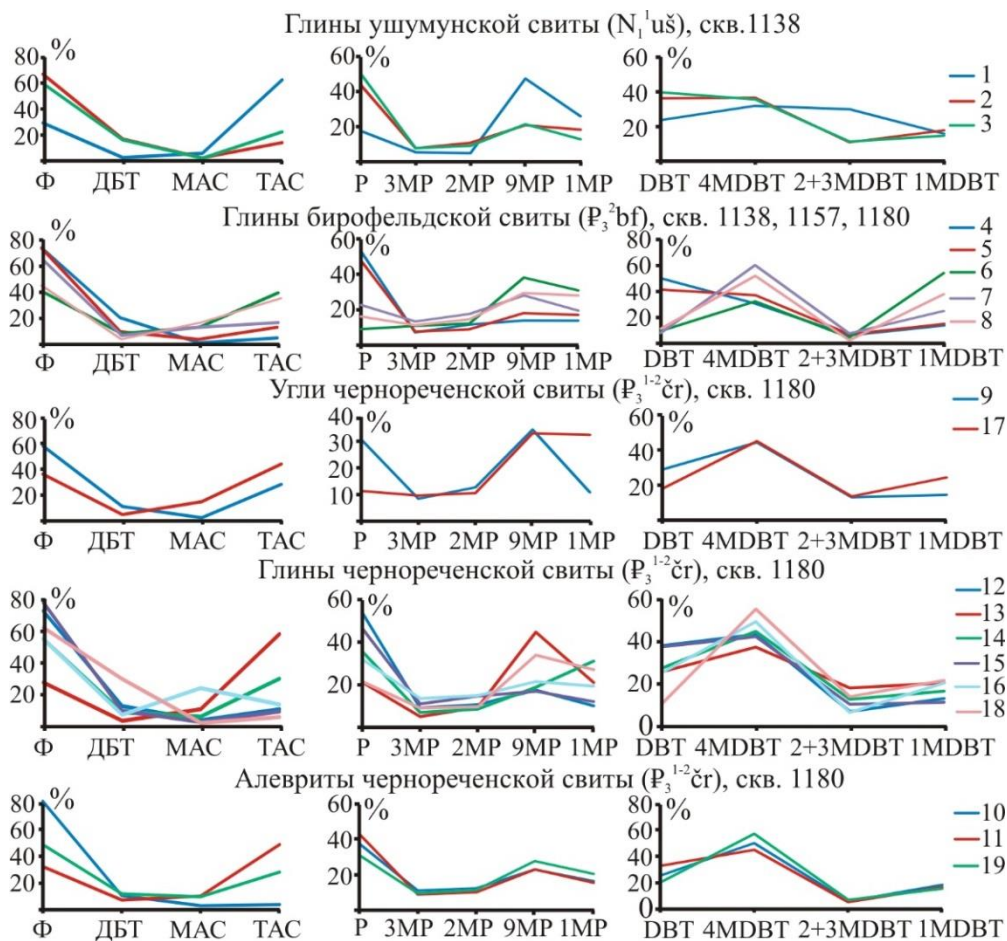 Глины ушумунской свиты (N₁¹uš), скв.1138
80 % 60 % %
60 60
60 40 40
40 20 20
20
1
2
3
Ф ДБТ МАС ТАС P 3MP 2MP 9MP 1MP DBT 4MDBT 2+3MDBT 1MDBT
Глины бирофельдской свиты (₽₃²bf), скв. 1138, 1157, 1180
80 % 60 % 80 %
60 40 60
40 20 40
20 20
4
5
6
7
8
Ф ДБТ МАС ТАС P 3MP 2MP 9MP 1MP DBT 4MDBT 2+3MDBT 1MDBT
Угли чернореченской свиты (₽₃¹⁻²čr), скв. 1180
80 % 40 % 60 %
60 30 40
40 20 20
20 10
9
17
Ф ДБТ МАС ТАС P 3MP 2MP 9MP 1MP DBT 4MDBT 2+3MDBT 1MDBT
Глины чернореченской свиты (₽₃¹⁻²čr), скв. 1180
80 % 60 % 60 %
60 40 40
40 20 20
20 0 0
12
13
14
15
16
18
Ф ДБТ МАС ТАС P 3MP 2MP 9MP 1MP DBT 4MDBT 2+3MDBT 1MDBT
Алевриты чернореченской свиты (₽₃¹⁻²čr), скв. 1180
80 % 60 % 80 %
60 40 60
40 20 40
20 20
0
10
11
19
Ф ДБТ МАС ТАС P 3MP 2MP 9MP 1MP DBT 4MDBT 2+3MDBT 1MDBT